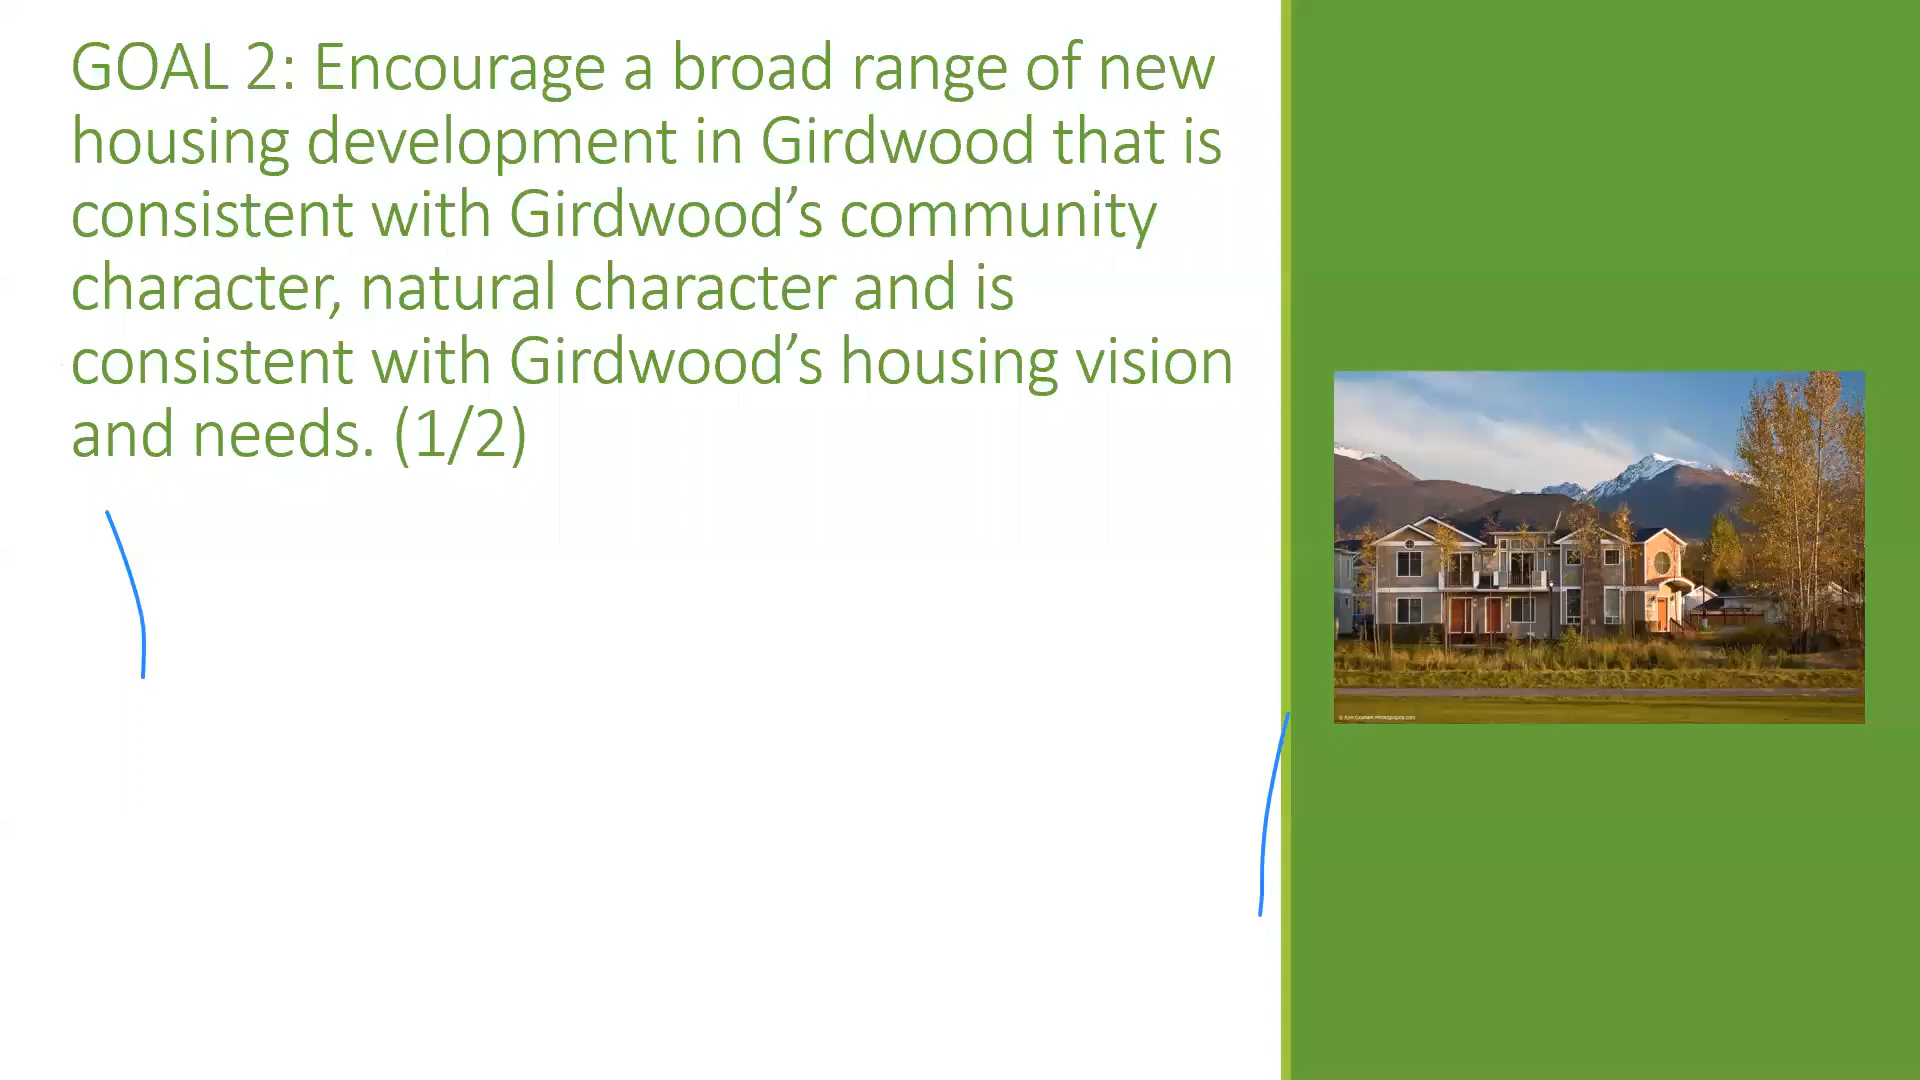 GOAL 2: Encourage a broad range of new
housing development in Girdwood that is
consistent with Girdwood’s community
character, natural character and is
consistent with Girdwood’s housing vision
and needs. (1/2)